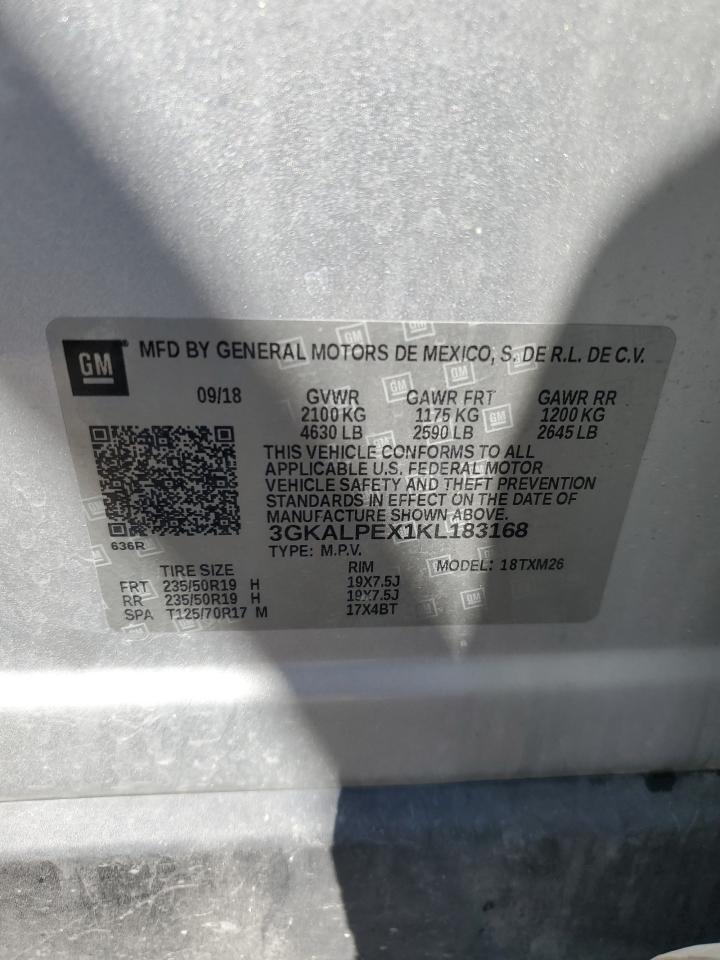 GM MFD BY GENERAL MOTORS DE MEXICO, S. DE R.L. DE C.V.
09/18 GVWR GAWR FRT GAWR RR
2100 KG 1175 KG 1200 KG
4630 LB 2590 LB 2645 LB
THIS VEHICLE CONFORMS TO ALL
APPLICABLE U.S. FEDERAL MOTOR
VEHICLE SAFETY AND THEFT PREVENTION
STANDARDS IN EFFECT ON THE DATE OF
MANUFACTURE SHOWN ABOVE.
3GKALPEX1KL183168
636R
TYPE: M.P.V. MODEL: 18TXM26
TIRE SIZE RIM
FRT 235/50R19 H 19X7.5J
RR 235/50R19 H 19X7.5J
SPA T125/70R17 M 17X4BT